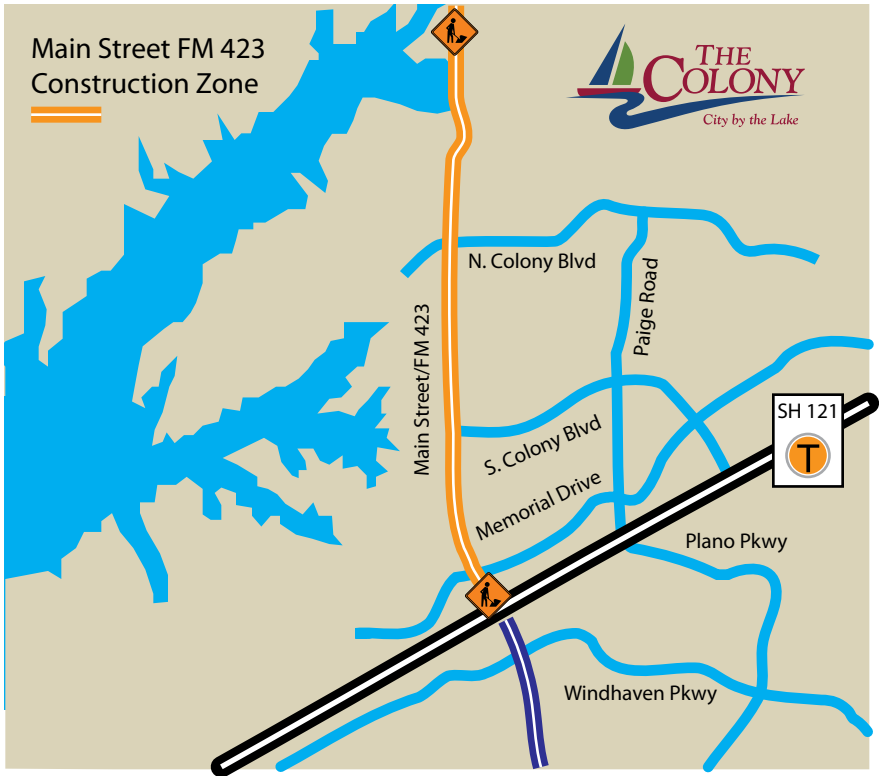 Main Street FM 423
Construction Zone
THE
COLONY
City by the Lake
N. Colony Blvd
Paige Road
Main Street/FM 423
SH 121
T
S. Colony Blvd
Memorial Drive
Plano Pkwy
Windhaven Pkwy